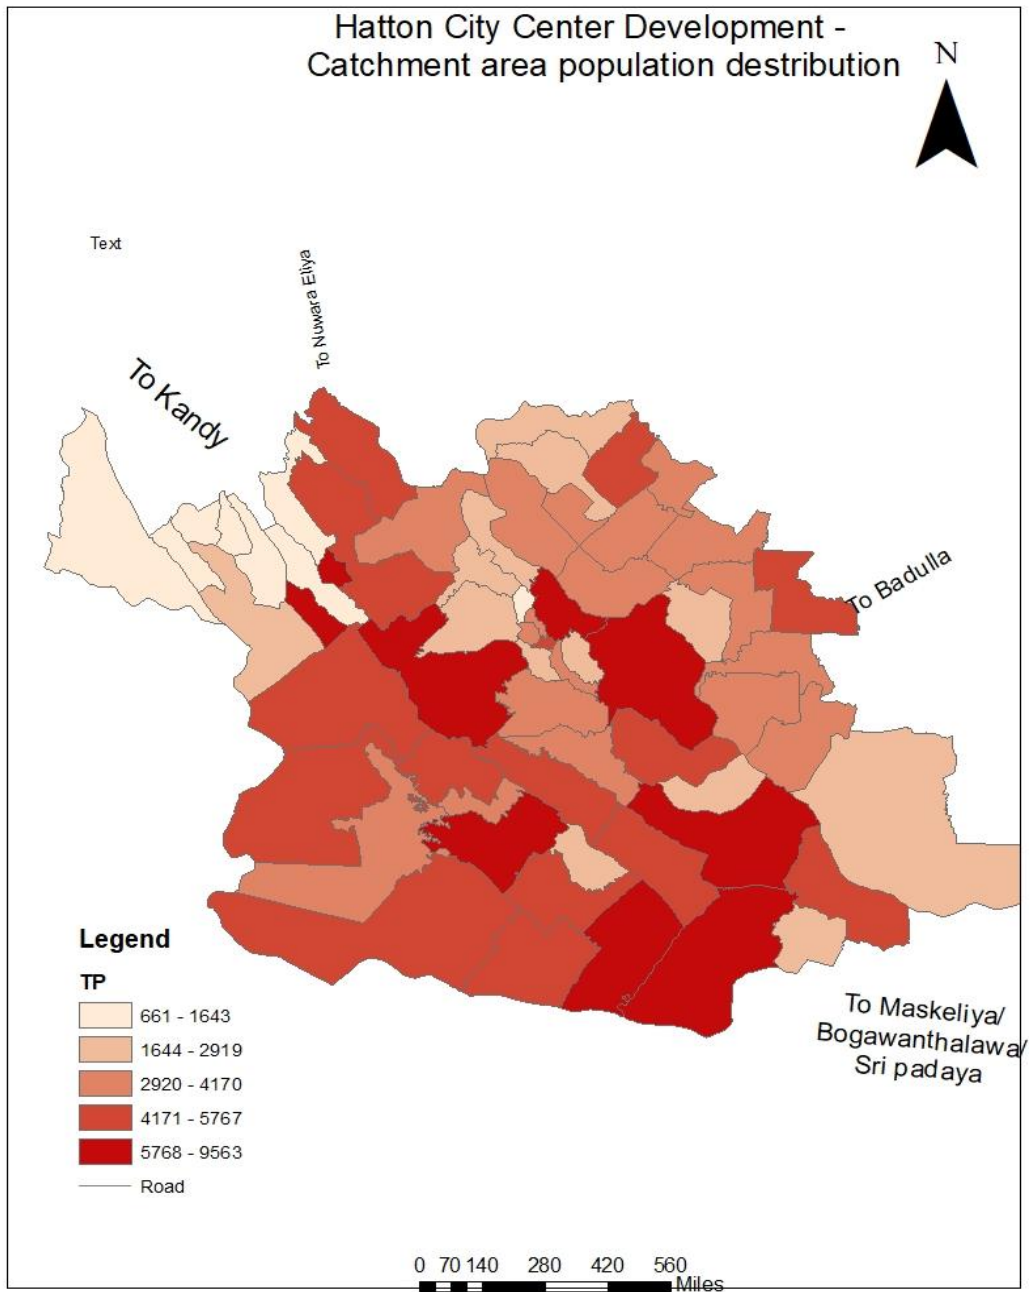 Hatton City Center Development -
Catchment area population destribution
N
Text
To Nuwara Eliya
To Kandy
To Badulla
Legend
TP
661 - 1643
1644 - 2919
2920 - 4170
4171 - 5767
5768 - 9563
Road
To Maskeliya/
Bogawanthalawa/
Sri padaya
0 70 140 280 420 560
Miles